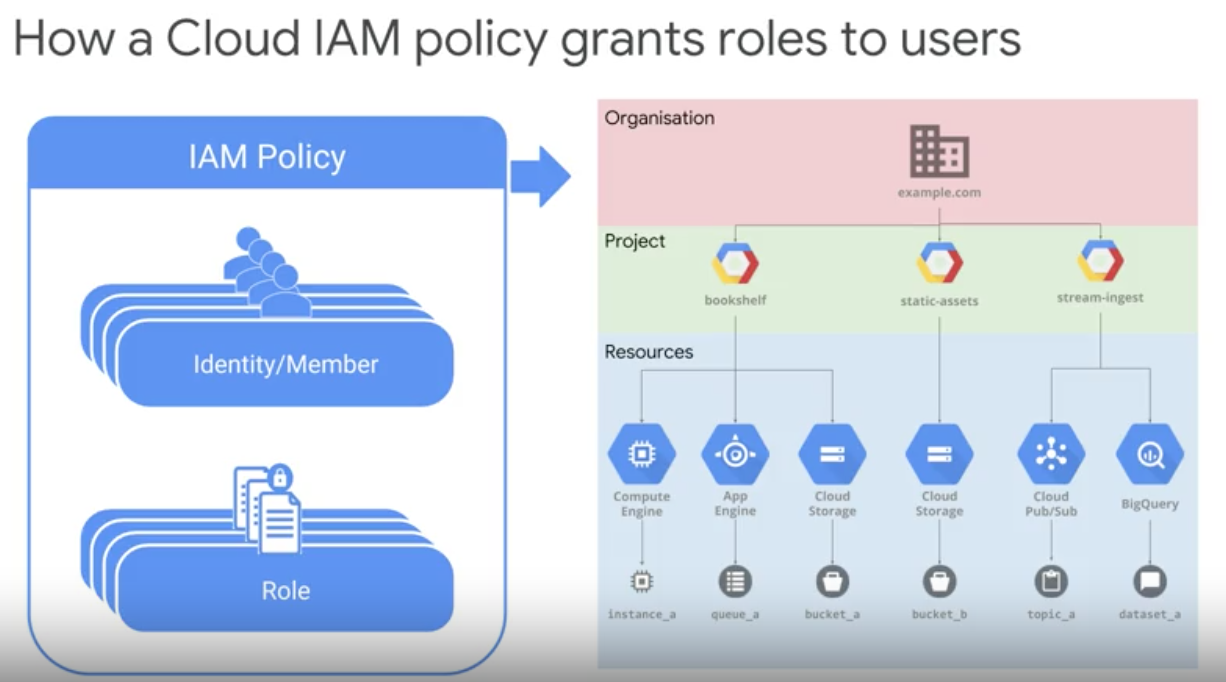 How a Cloud IAM policy grants roles to users
IAM Policy
Identity/Member
Role
Organisation
example.com
Project
bookshelf
static-assets
stream-ingest
Resources
Compute
Engine
App
Engine
Cloud
Storage
Cloud
Storage
Cloud
Pub/Sub
BigQuery
instance_a
queue_a
bucket_a
bucket_b
topic_a
dataset_a